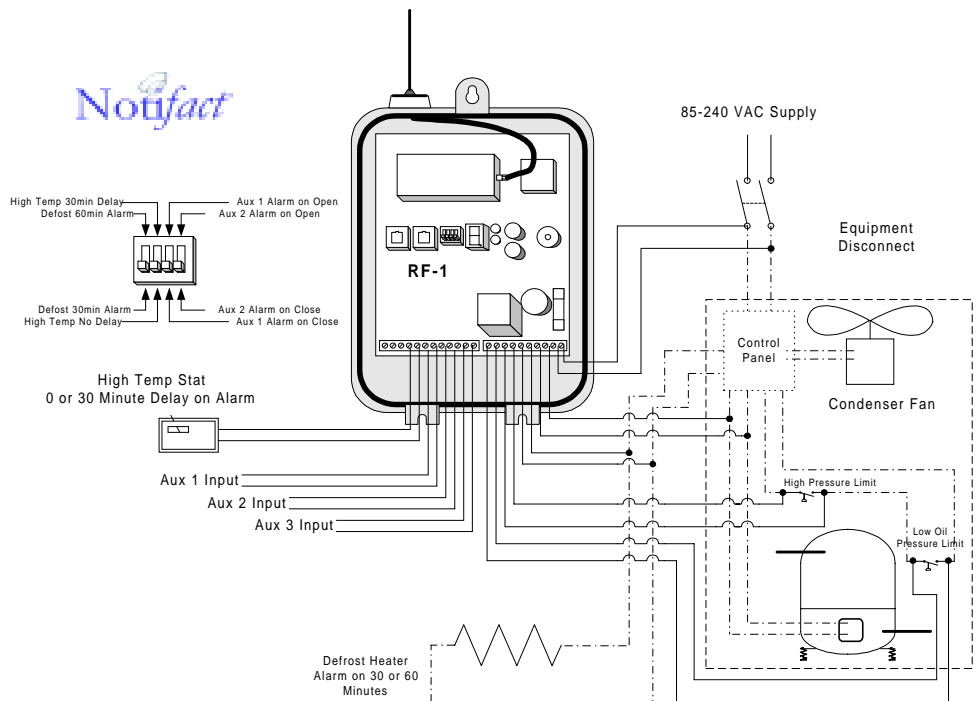 Notifact
85-240 VAC Supply
High Temp 30min Delay
Defost 60min Alarm
Aux 1 Alarm on Open
Aux 2 Alarm on Open
Equipment
Disconnect
RF-1
Defost 30min Alarm
High Temp No Delay
Aux 2 Alarm on Close
Aux 1 Alarm on Close
Control
Panel
High Temp Stat
0 or 30 Minute Delay on Alarm
Condenser Fan
Aux 1 Input
Aux 2 Input
Aux 3 Input
High Pressure Limit
Low Oil
Pressure Limit
Defrost Heater
Alarm on 30 or 60
Minutes